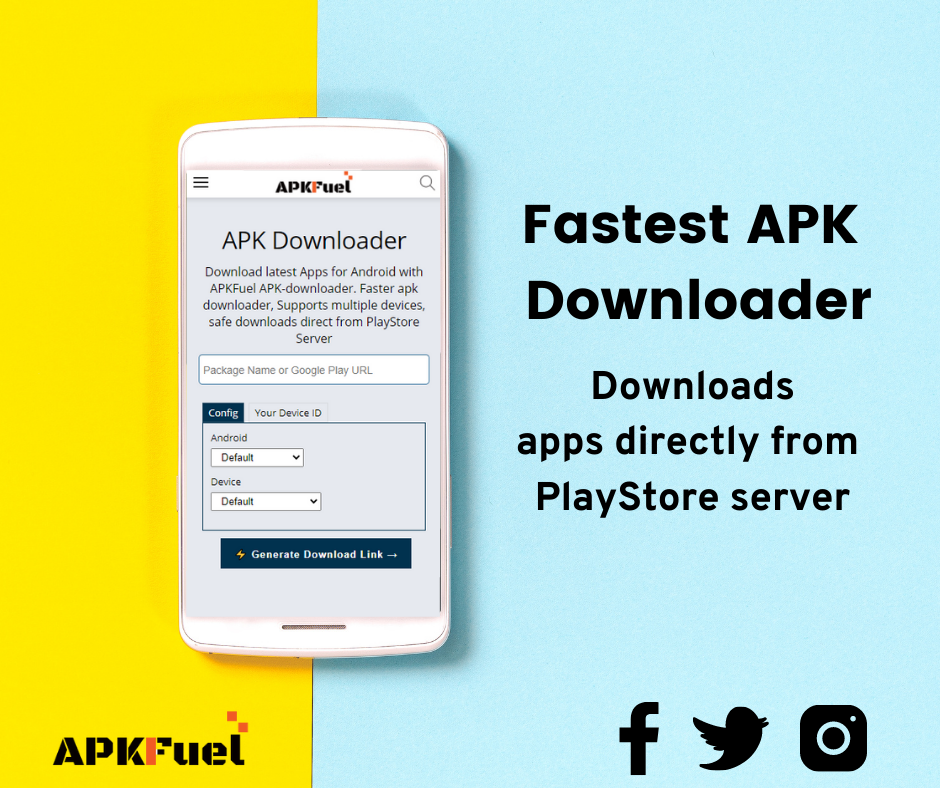 APKFuel
APK Downloader
Download latest Apps for Android with
APKFuel APK-downloader. Faster apk
downloader, Supports multiple devices,
safe downloads direct from PlayStore
Server
Package Name or Google Play URL
Config Your Device ID
Android
Default
Device
Default
Generate Download Link →
Fastest APK
Downloader
Downloads
apps directly from
PlayStore server
APKFuel